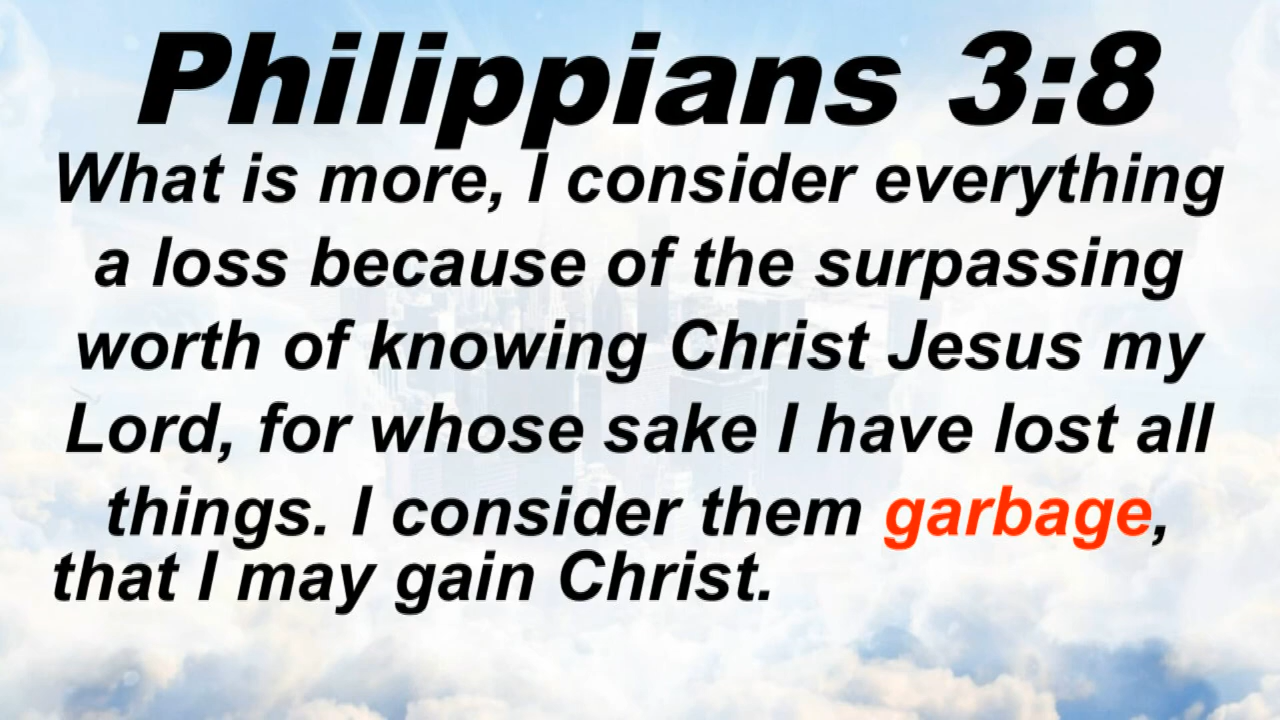 Philippians 3:8
What is more, I consider everything
a loss because of the surpassing
worth of knowing Christ Jesus my
Lord, for whose sake I have lost all
things. I consider them garbage,
that I may gain Christ.